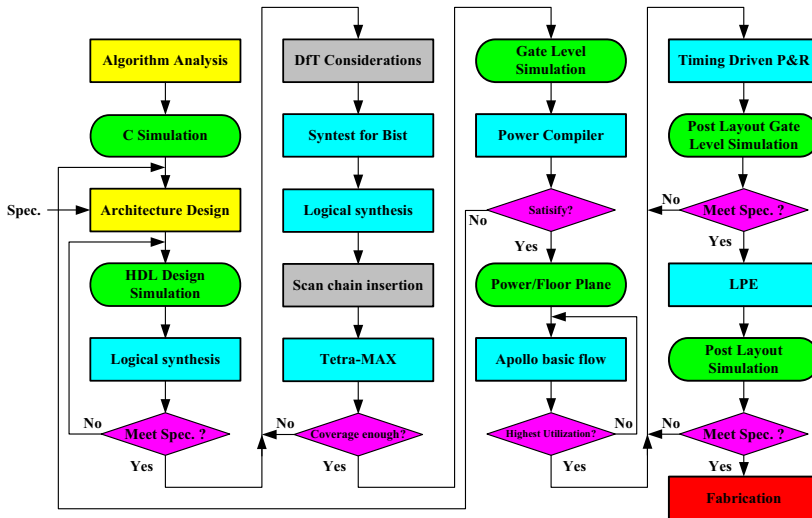 Algorithm Analysis
C Simulation
Spec.
Architecture Design
HDL Design
Simulation
Logical synthesis
No
Meet Spec. ?
Yes
DfT Considerations
Syntest for Bist
Logical synthesis
Scan chain insertion
Tetra-MAX
No
Coverage enough?
Yes
Gate Level
Simulation
Power Compiler
No
Satisify?
Yes
Power/Floor Plane
Apollo basic flow
Highest Utilization?
No
Yes
Timing Driven P&R
Post Layout Gate
Level Simulation
No
Meet Spec. ?
Yes
LPE
Post Layout
Simulation
No
Meet Spec. ?
Yes
Fabrication